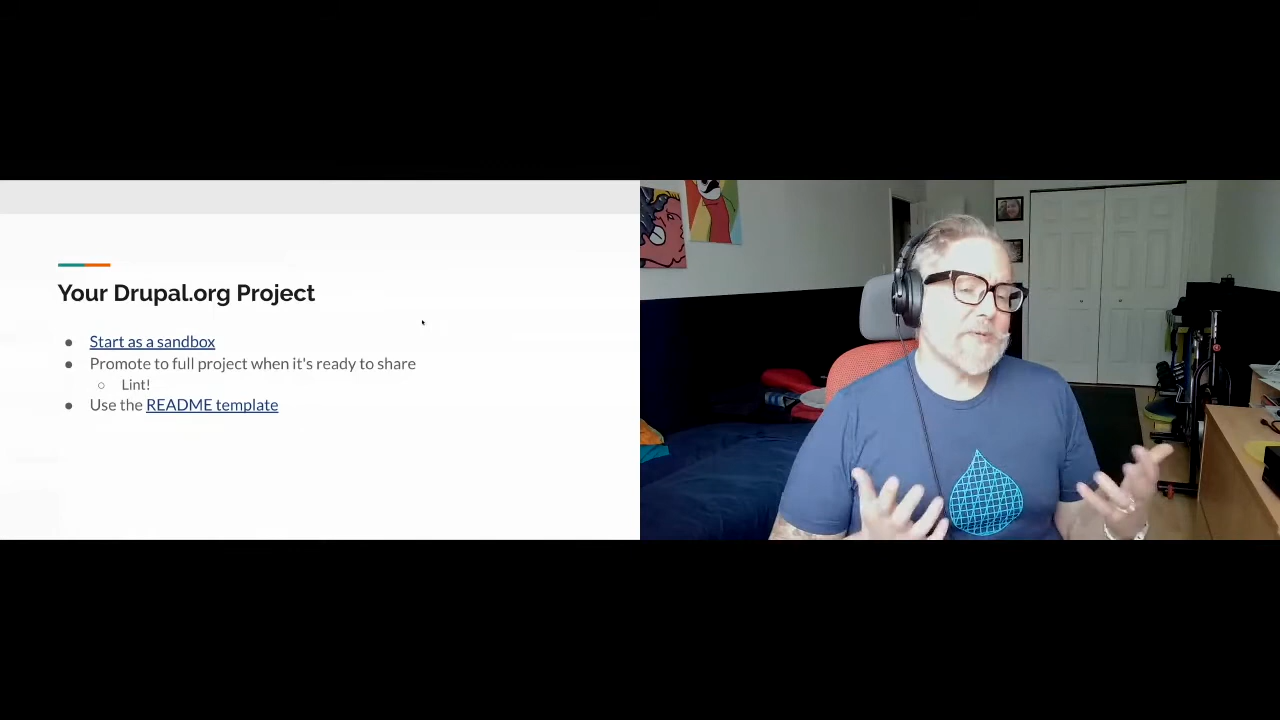 Your Drupal.org Project
● Start as a sandbox
● Promote to full project when it's ready to share
○ Lint!
● Use the README template